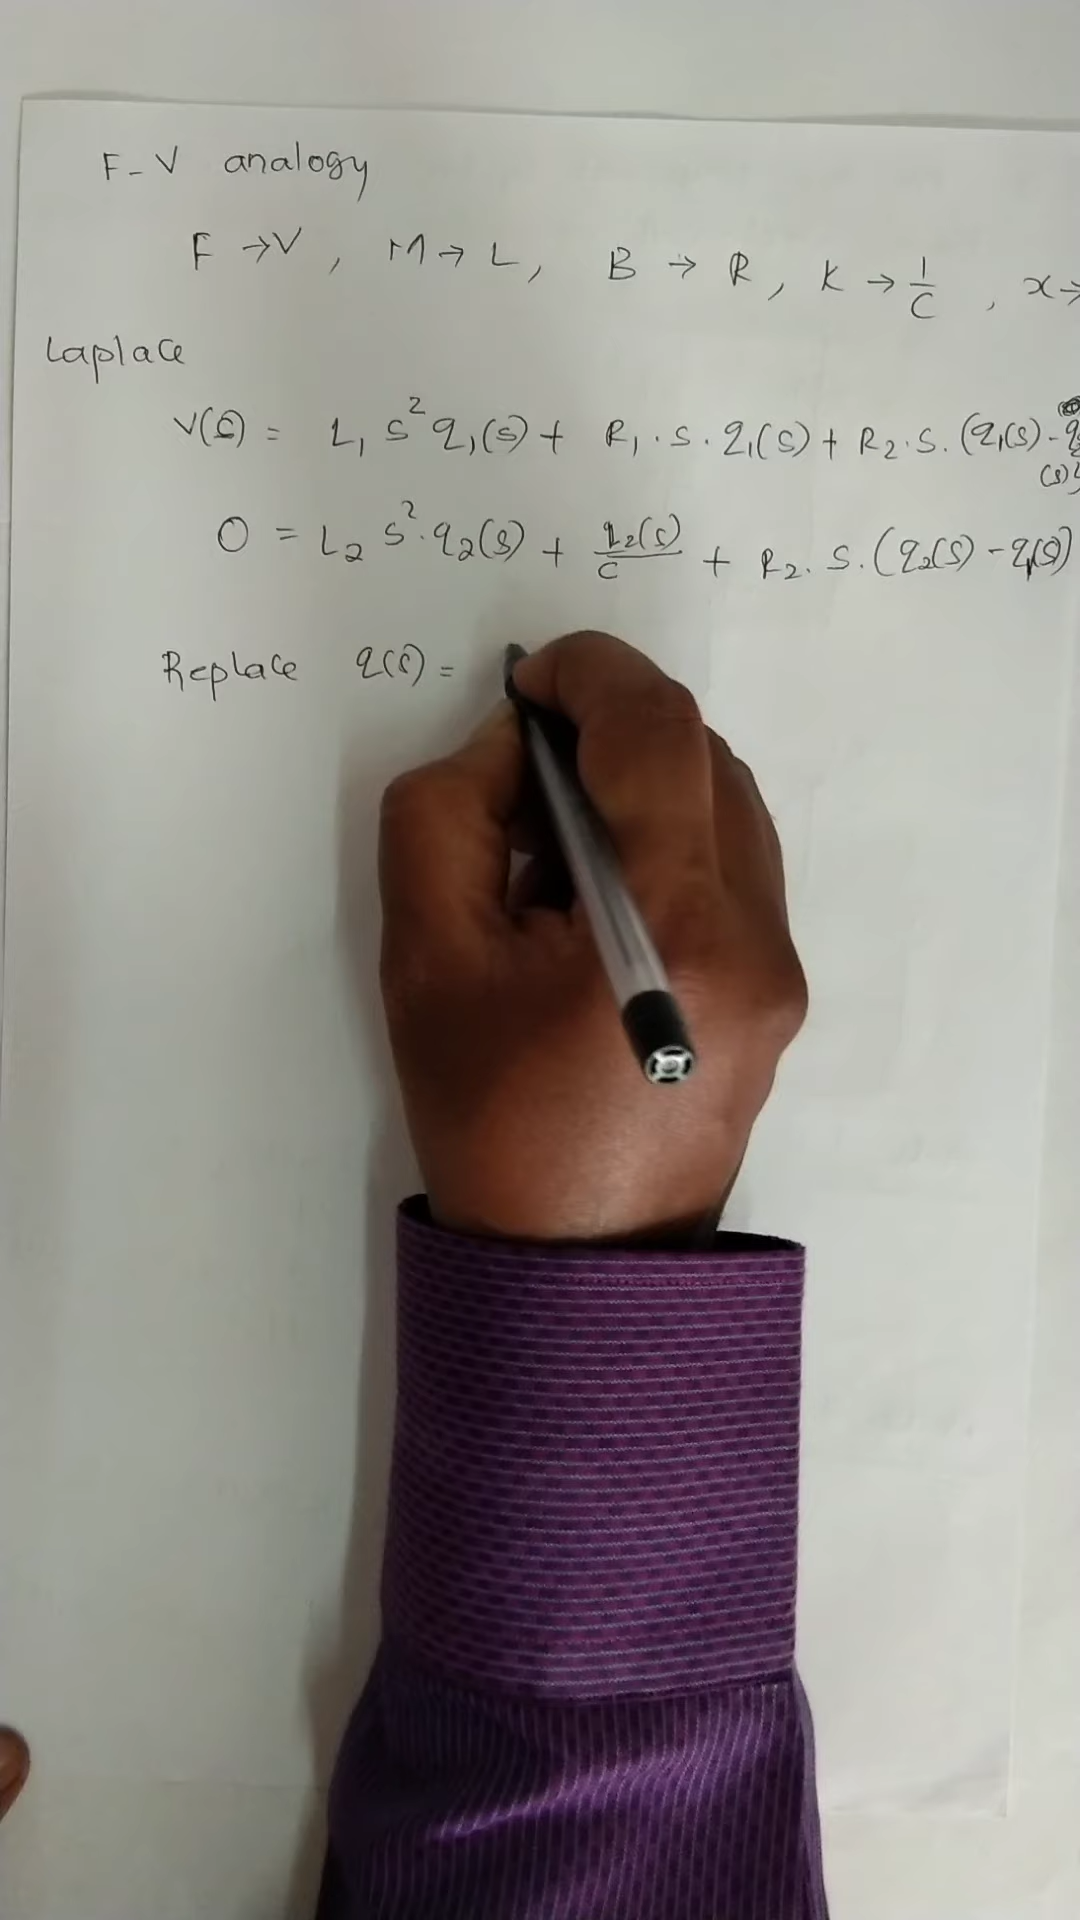 F-V analogy
F → V, M → L, B → R, K → 1/C, x →
Laplace
V(s) = L₁ s² q₁(s) + R₁ . s . q₁(s) + R₂ . s . (q₁(s) - q₂
(s))
0 = L₂ s² . q₂(s) + q₂(s)/C + R₂ . s . (q₂(s) - q₁(s))
Replace q(s) =